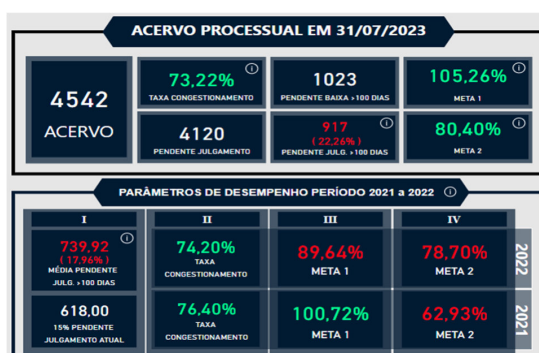 ACERVO PROCESSUAL EM 31/07/2023
4542
ACERVO
73,22%
TAXA CONGESTIONAMENTO
1023
PENDENTE BAIXA >100 DIAS
105,26%
META 1
4120
PENDENTE JULGAMENTO
917
( 22,26%)
PENDENTE JULG. >100 DIAS
80,40%
META 2
PARÂMETROS DE DESEMPENHO PERÍODO 2021 a 2022
I
II
III
IV
739,92
( 17,96%)
MÉDIA PENDENTE
JULG. >100 DIAS
74,20%
TAXA
CONGESTIONAMENTO
89,64%
META 1
78,70%
META 2
2022
618,00
15% PENDENTE
JULGAMENTO ATUAL
76,40%
TAXA
CONGESTIONAMENTO
100,72%
META 1
62,93%
META 2
2021